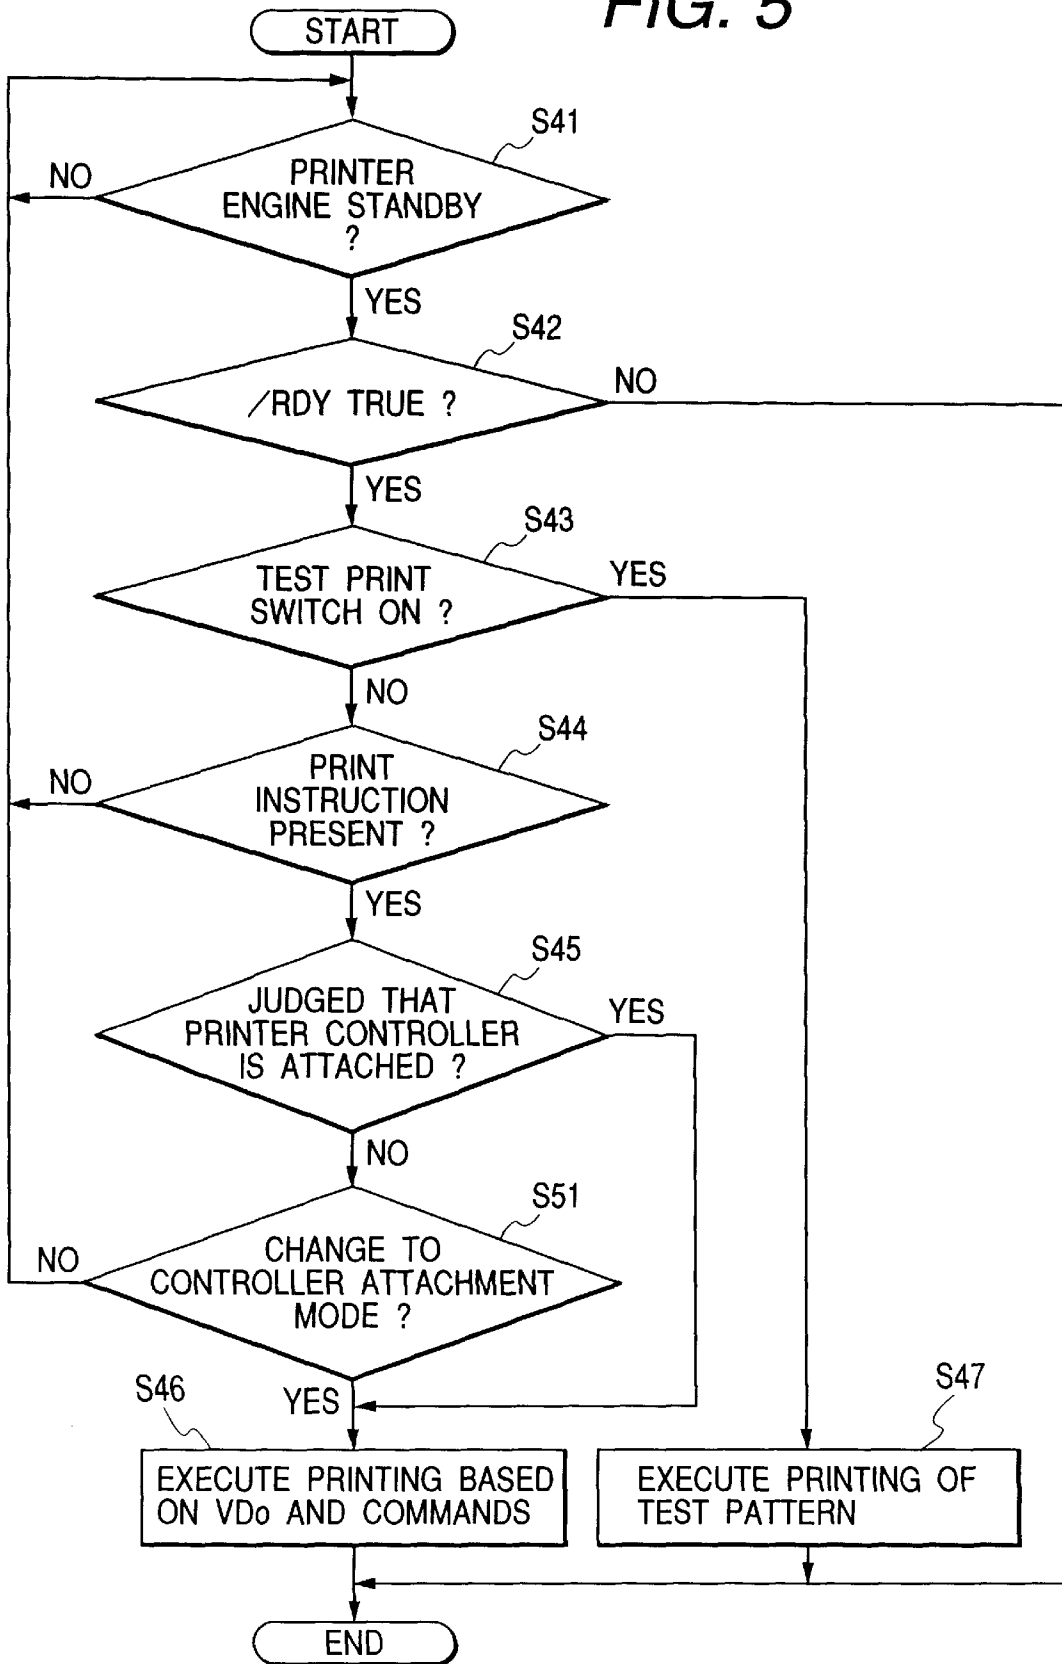 FIG. 5
START
S41
NO
PRINTER
ENGINE STANDBY
?
YES
S42
NO
/RDY TRUE ?
YES
S43
YES
TEST PRINT
SWITCH ON ?
NO
S44
NO
PRINT
INSTRUCTION
PRESENT ?
YES
S45
YES
JUDGED THAT
PRINTER CONTROLLER
IS ATTACHED ?
NO
S51
NO
CHANGE TO
CONTROLLER ATTACHMENT
MODE ?
YES
S46
S47
EXECUTE PRINTING BASED
ON VDo AND COMMANDS
EXECUTE PRINTING OF
TEST PATTERN
END